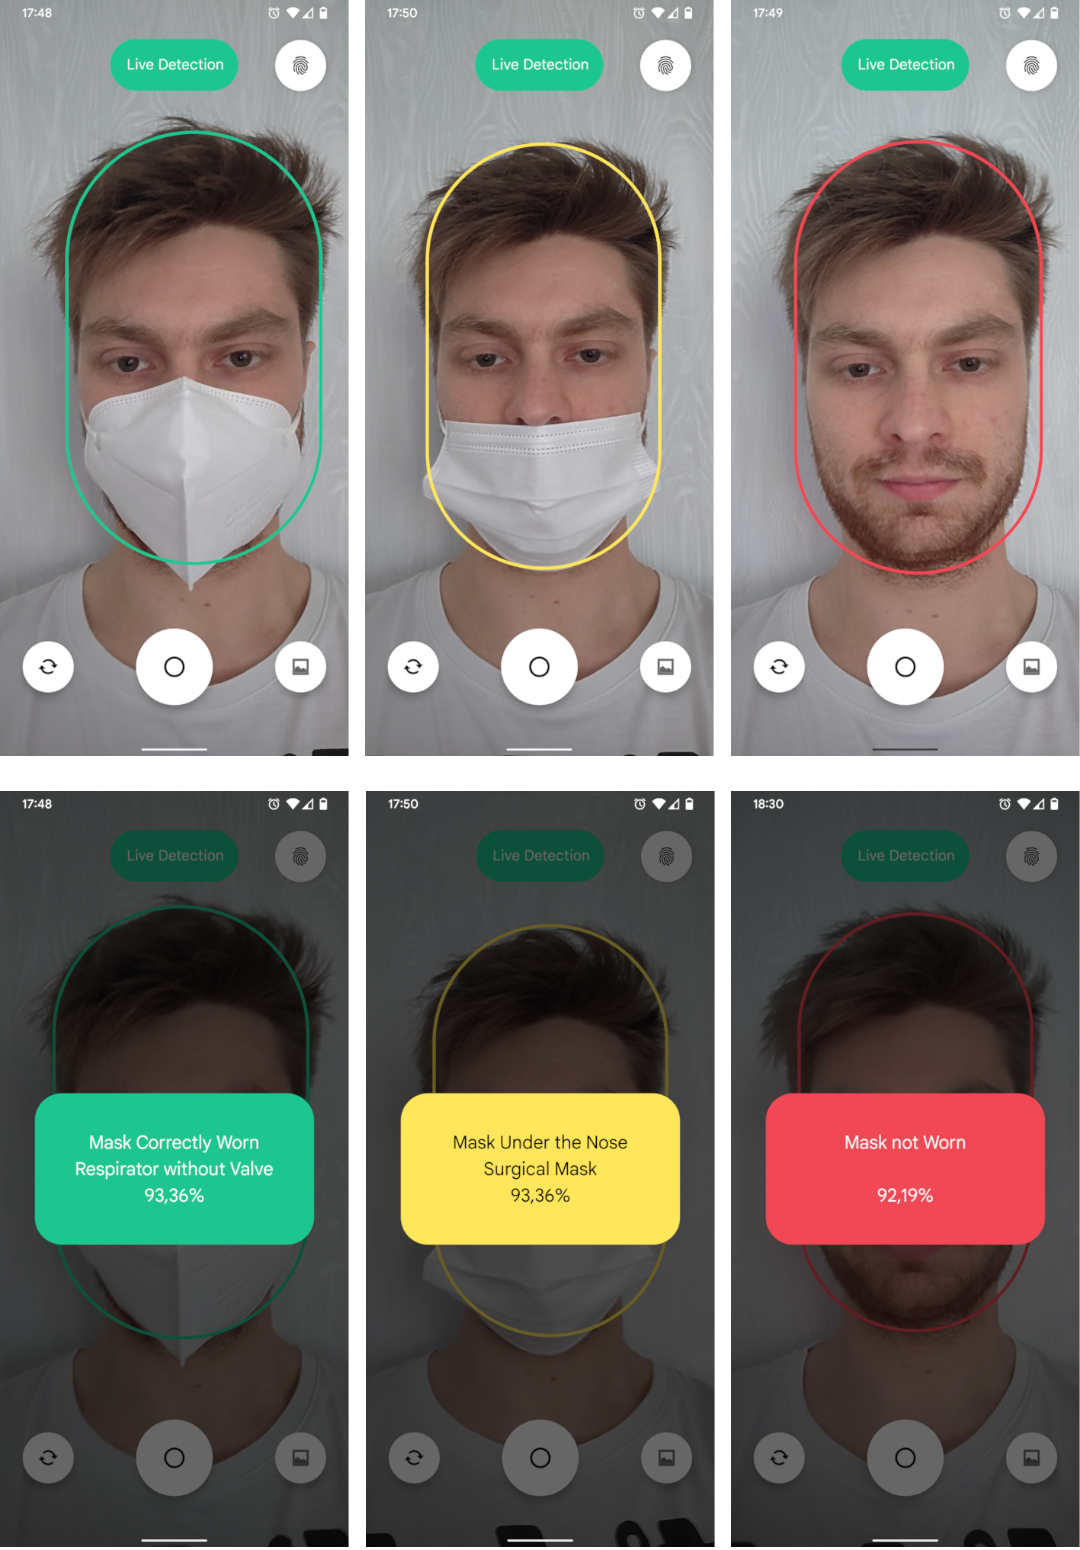 17:48
Live Detection
17:50
Live Detection
17:49
Live Detection
17:48
Live Detection
Mask Correctly Worn
Respirator without Valve
93,36%
17:50
Live Detection
Mask Under the Nose
Surgical Mask
93,36%
18:30
Live Detection
Mask not Worn
92,19%